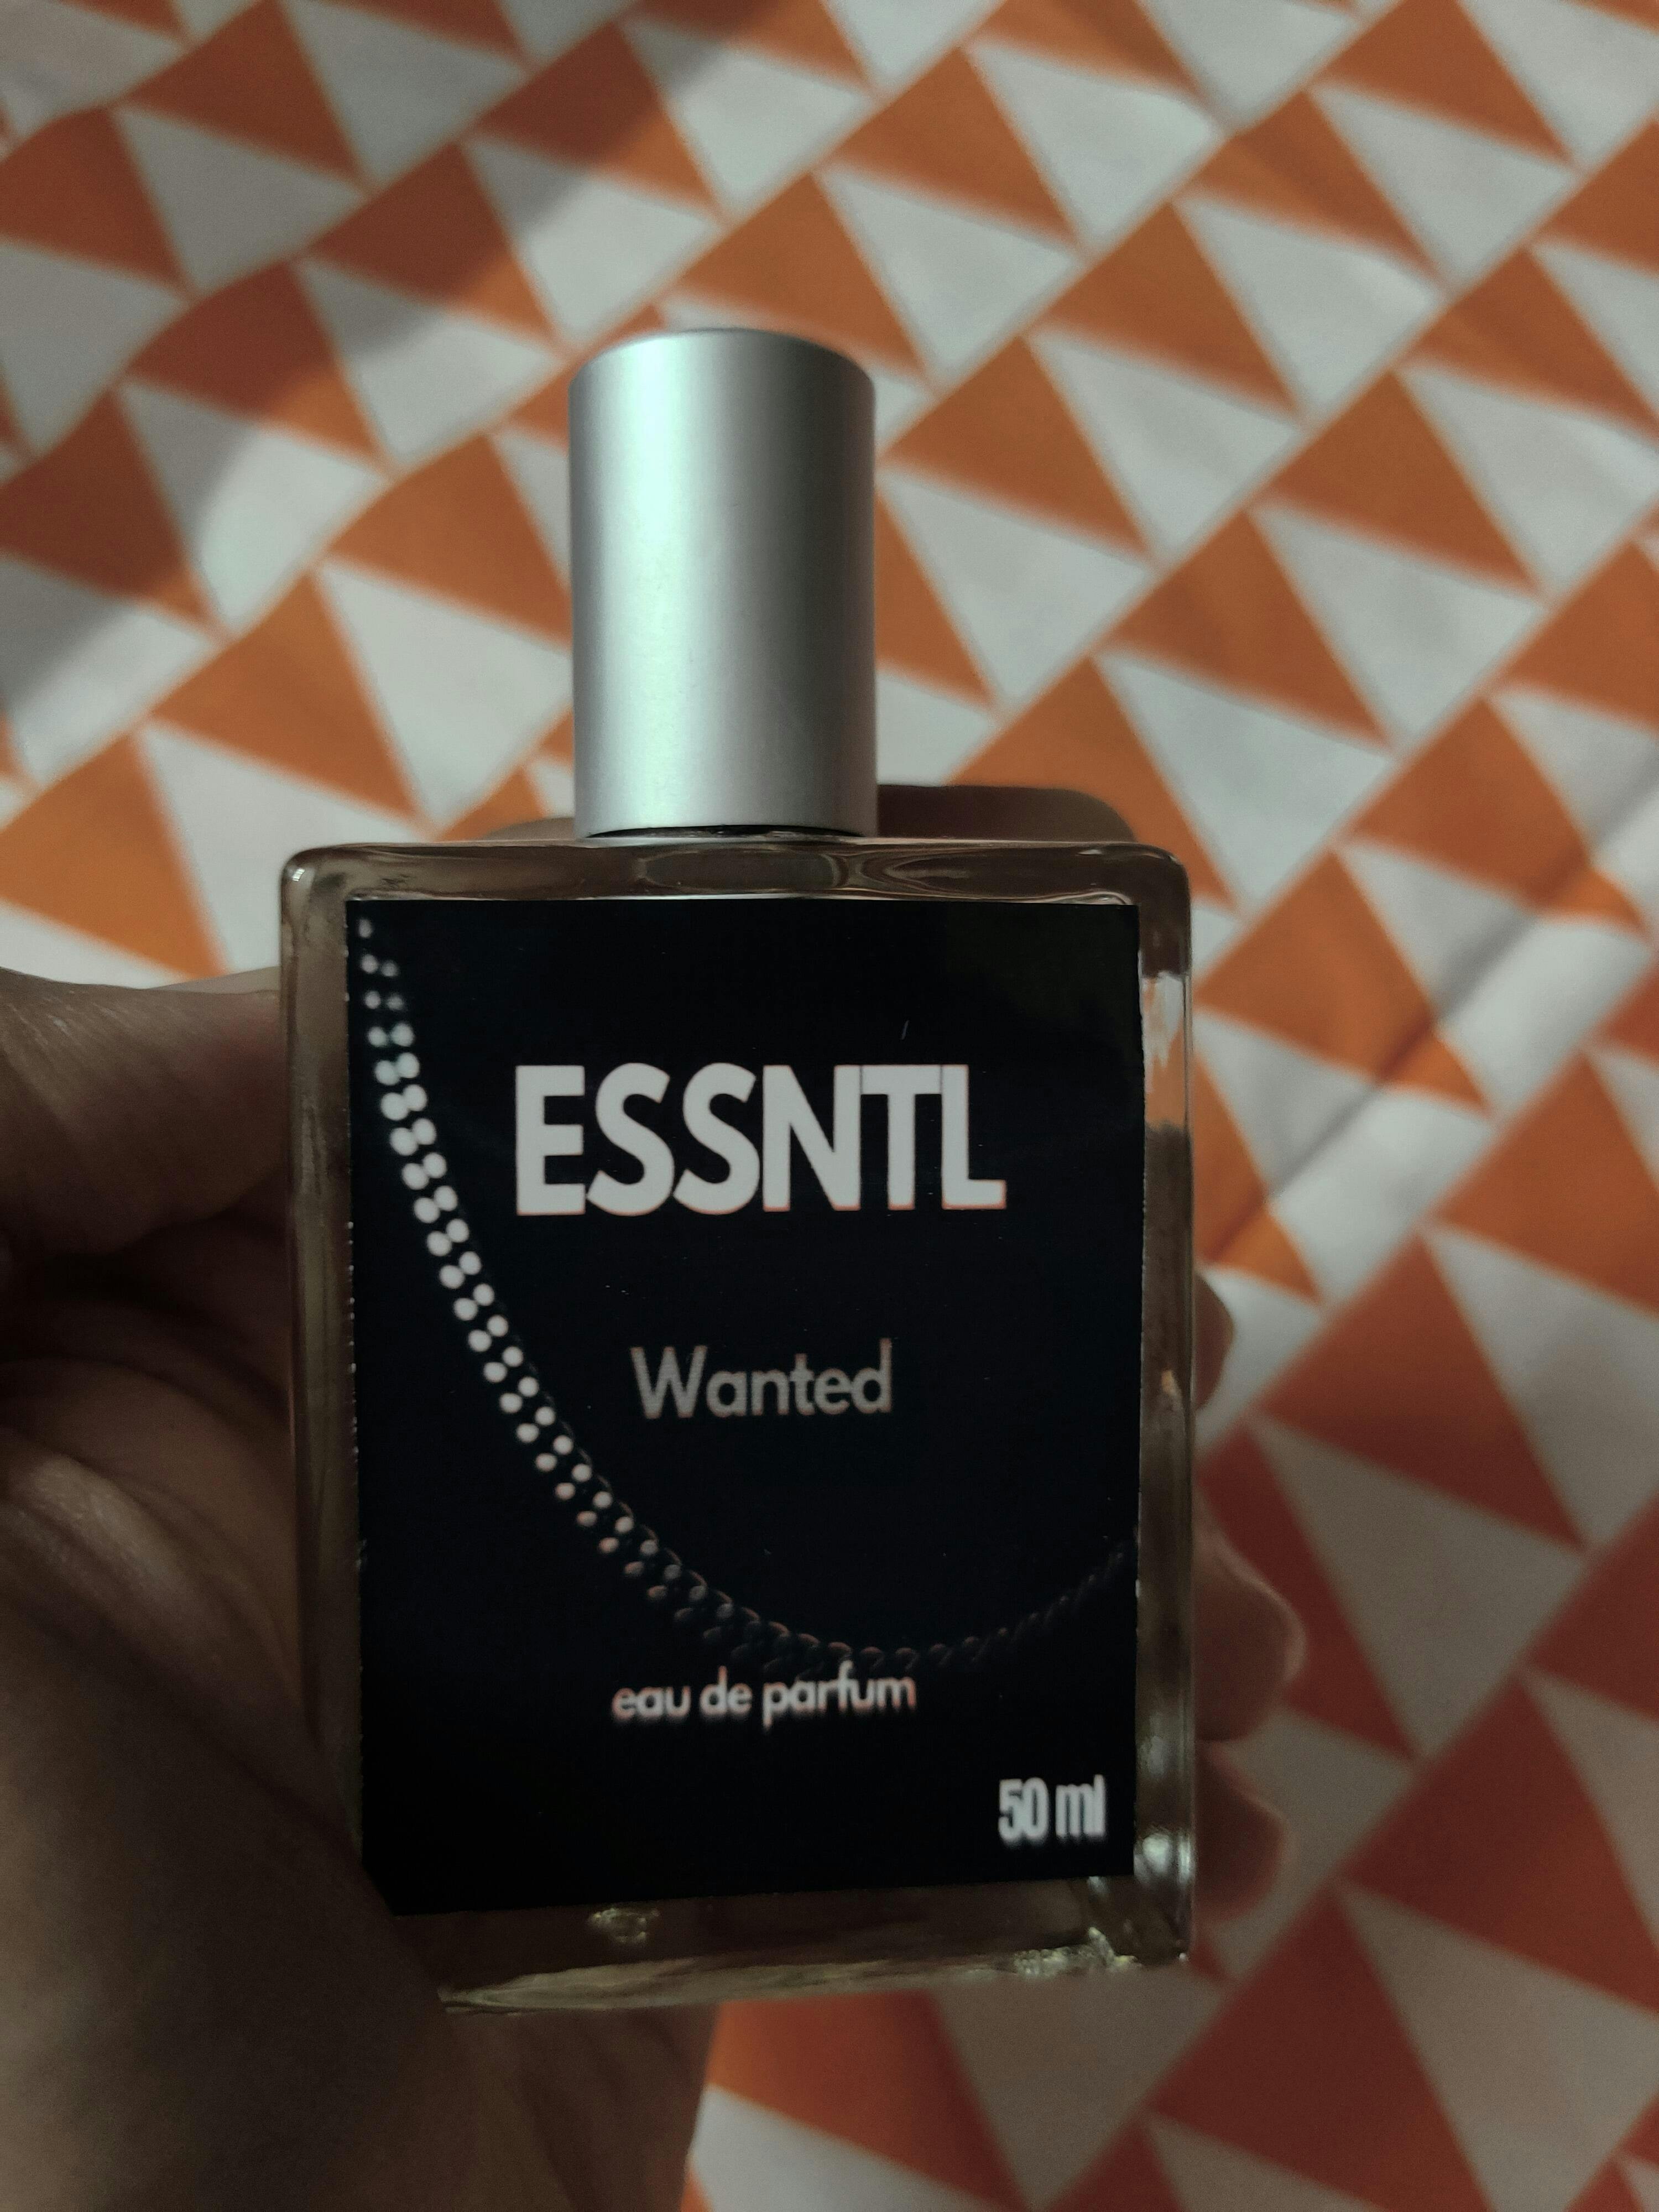 ESSNTL
Wanted
eau de parfum
50 ml